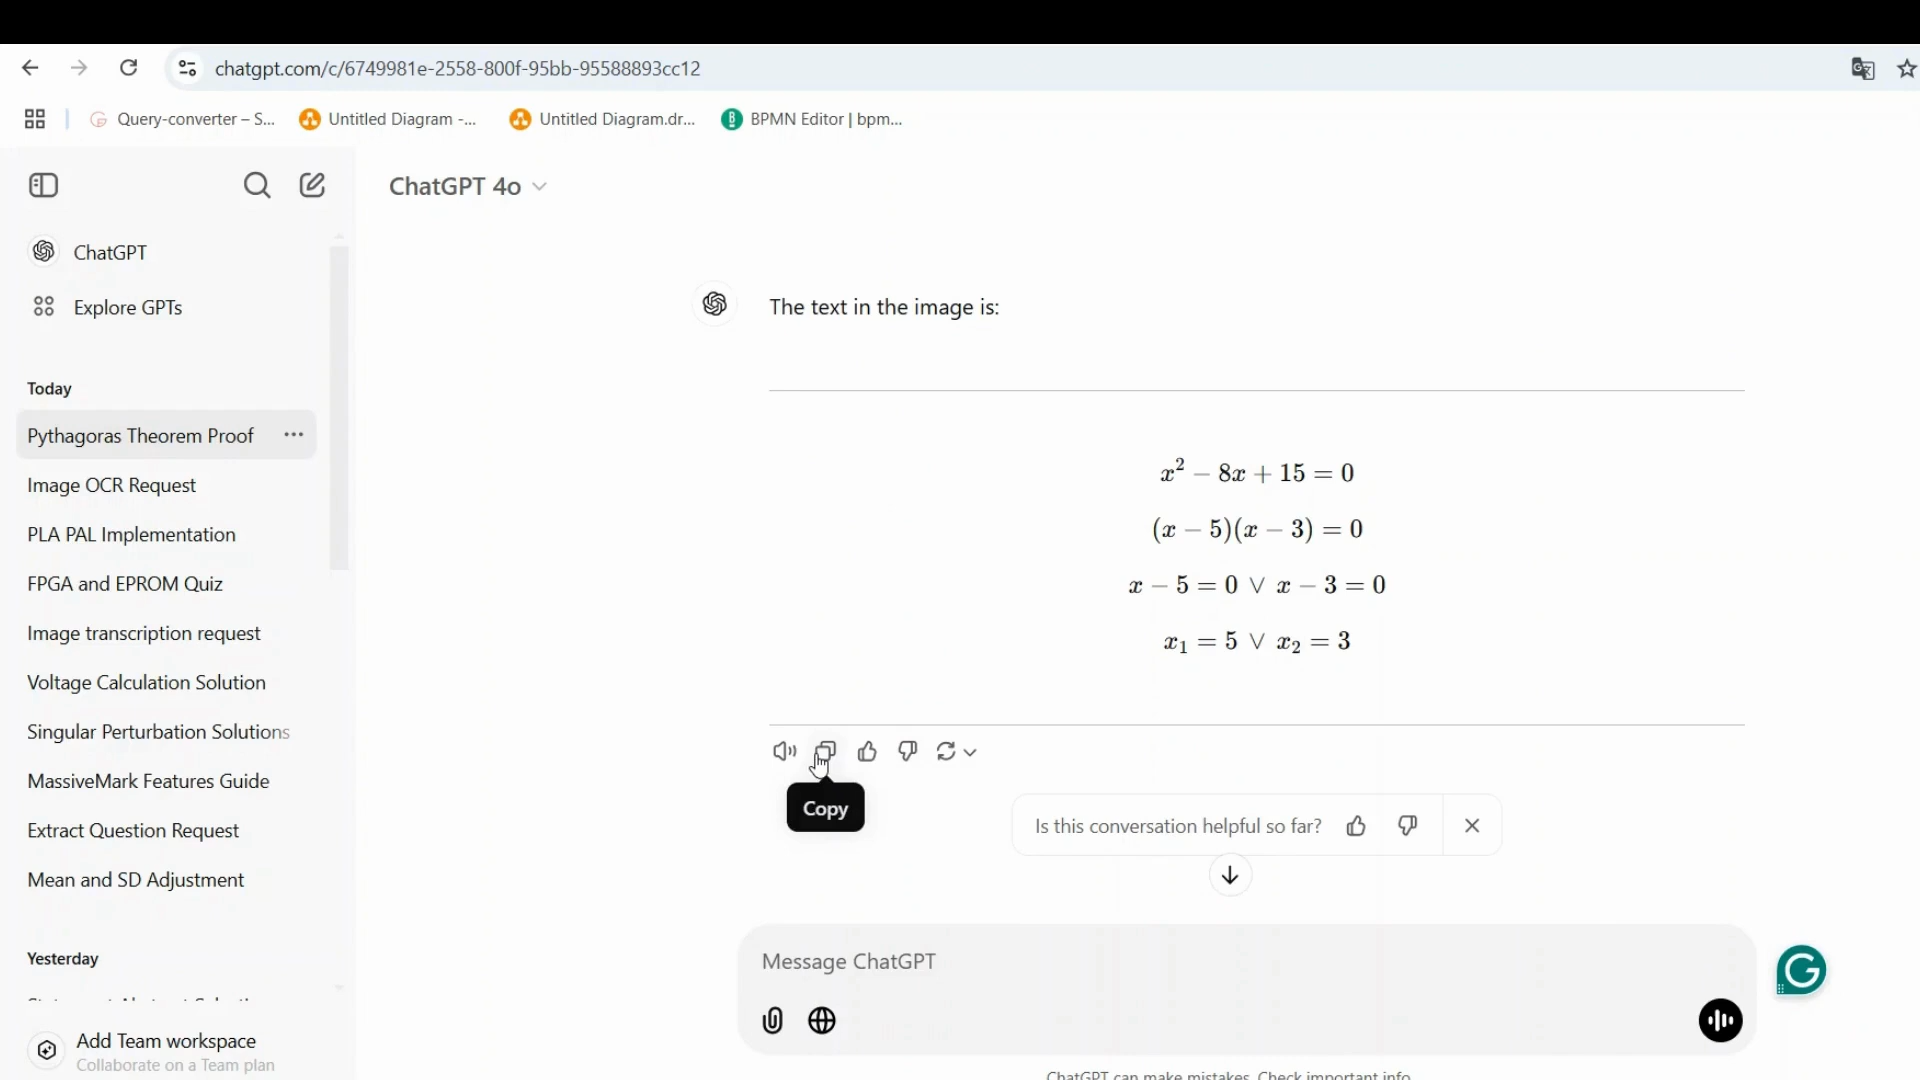 chatgpt.com/c/6749981e-2558-800f-95bb-95588893cc12
Query-converter – S...
Untitled Diagram -...
Untitled Diagram.dr...
BPMN Editor | bpm...
ChatGPT 4o
ChatGPT
Explore GPTs
Today
Pythagoras Theorem Proof
Image OCR Request
PLA PAL Implementation
FPGA and EPROM Quiz
Image transcription request
Voltage Calculation Solution
Singular Perturbation Solutions
MassiveMark Features Guide
Extract Question Request
Mean and SD Adjustment
Yesterday
Add Team workspace
Collaborate on a Team plan
The text in the image is:
x² − 8x + 15 = 0
(x − 5)(x − 3) = 0
x − 5 = 0 ∨ x − 3 = 0
x₁ = 5 ∨ x₂ = 3
Copy
Is this conversation helpful so far?
Message ChatGPT
ChatGPT can make mistakes. Check important info.